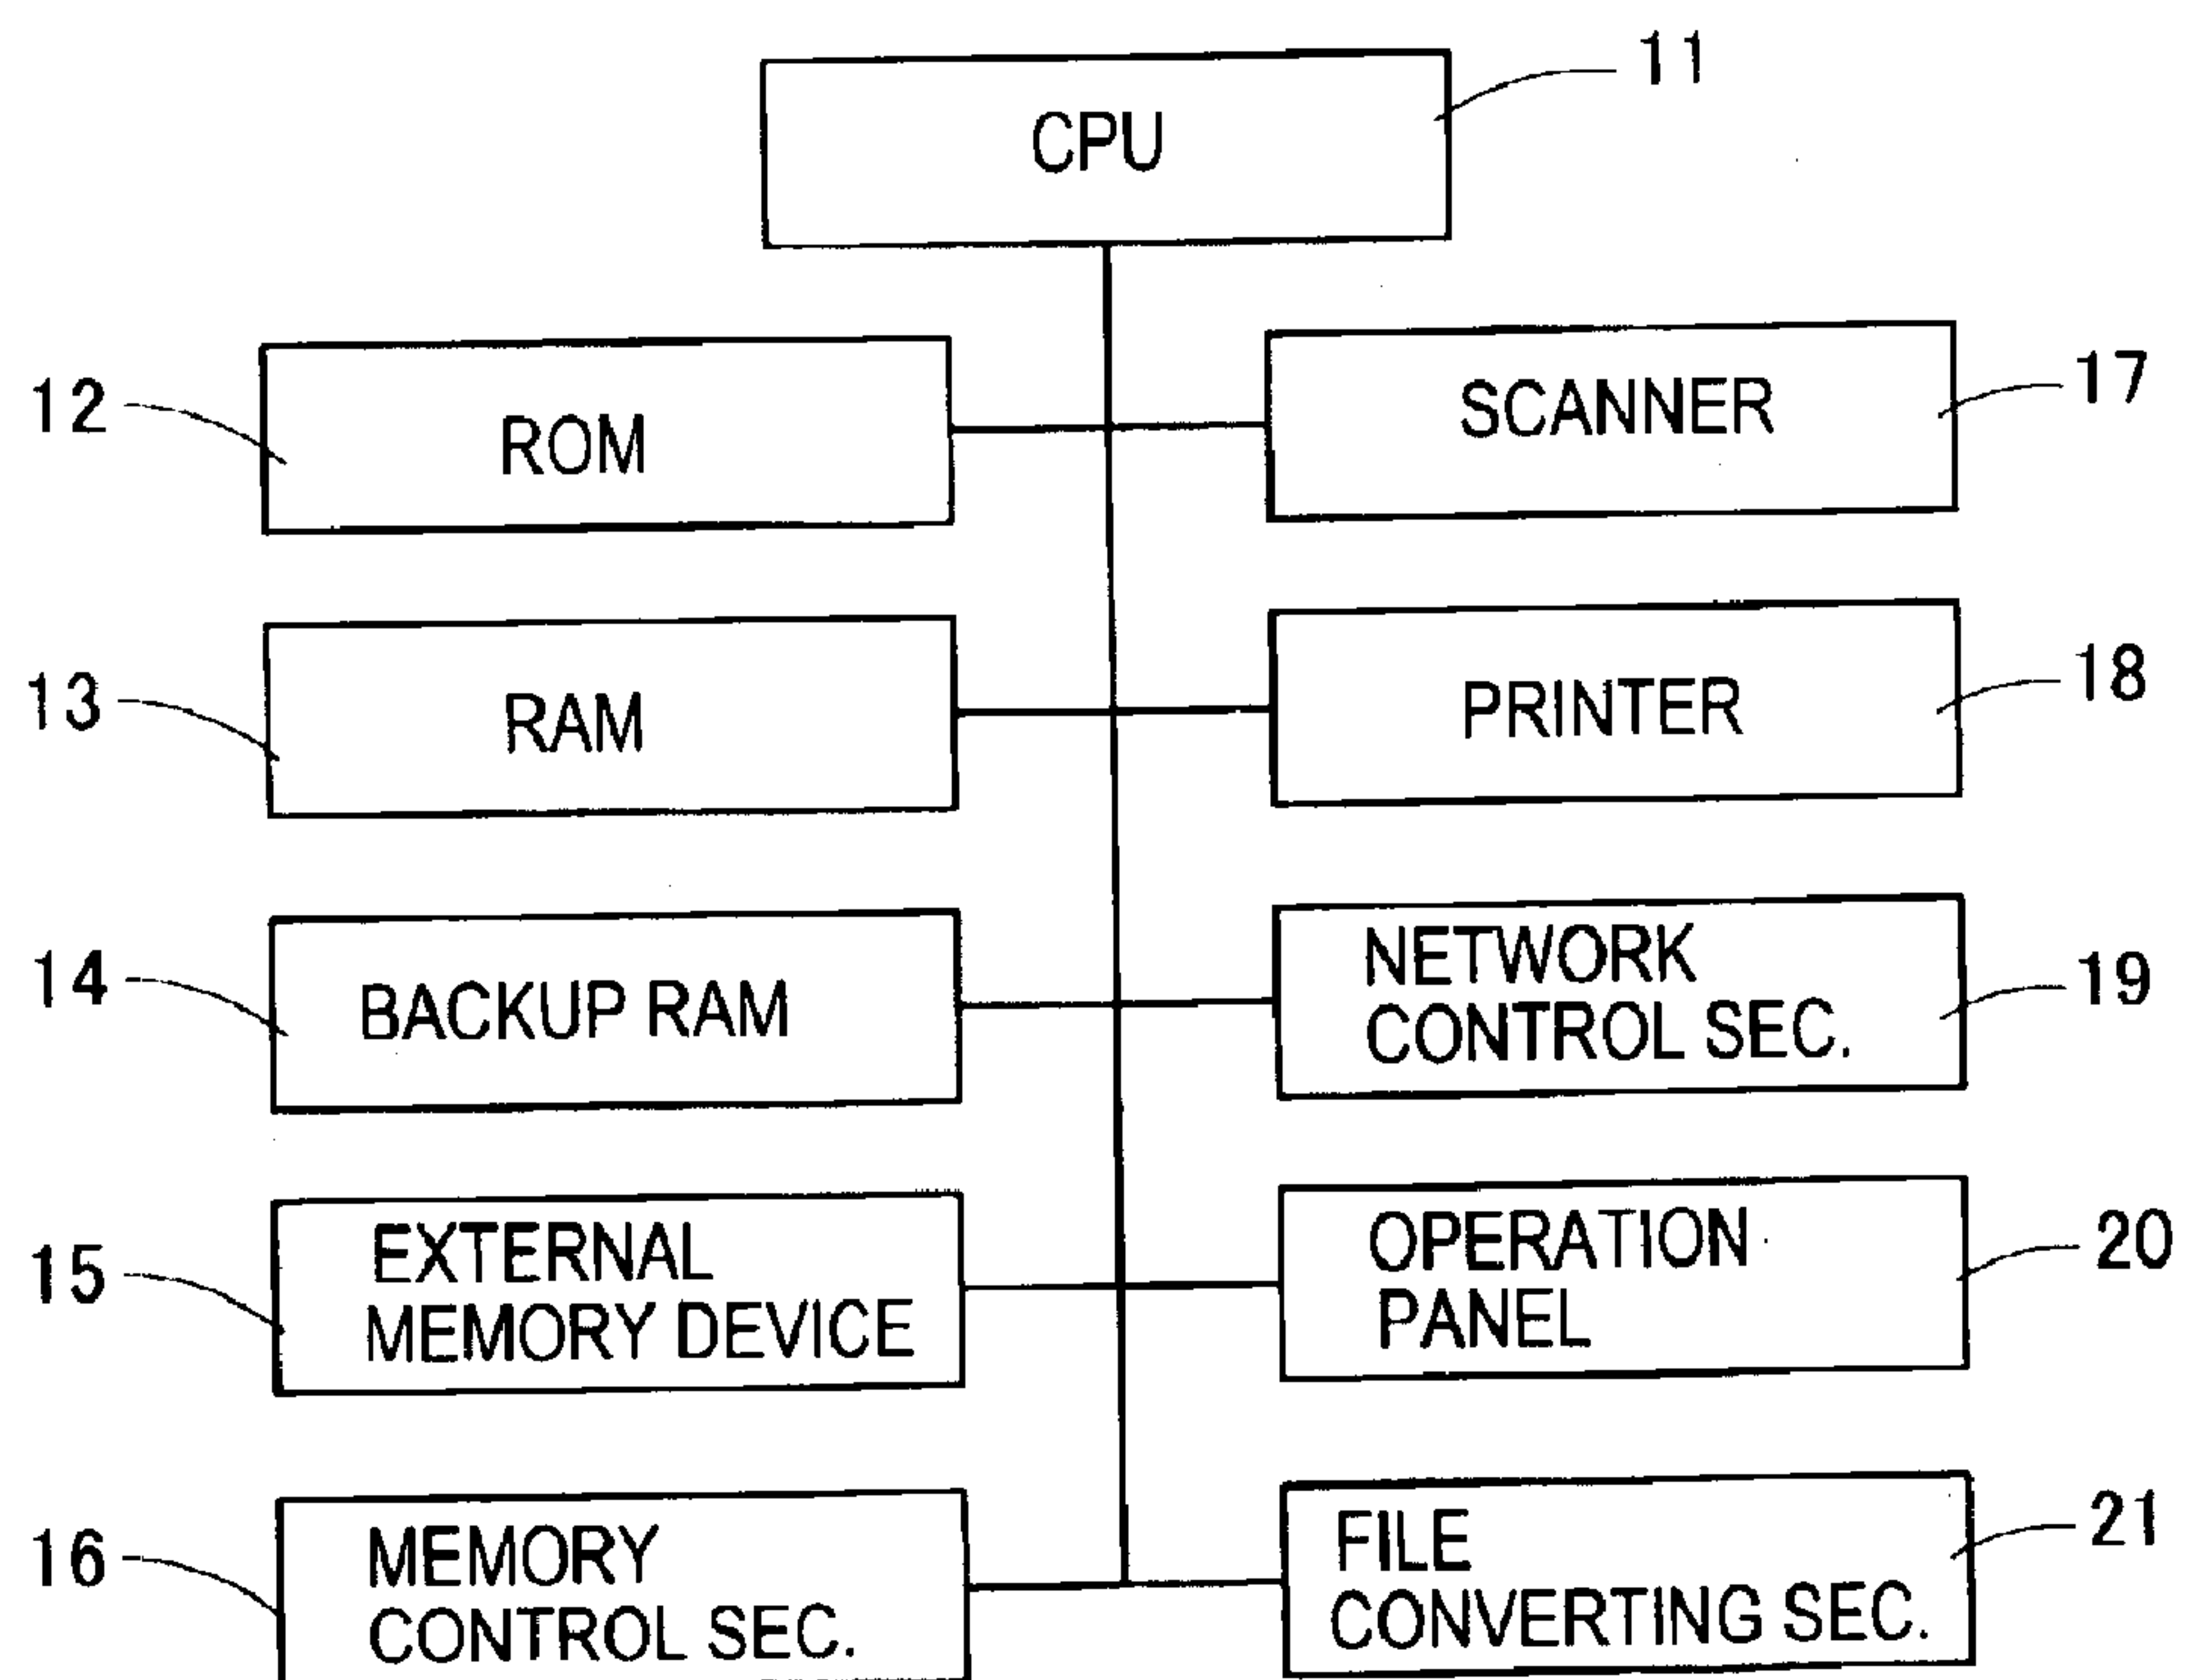 CPU
11
12
ROM
SCANNER
17
13
RAM
PRINTER
18
14
BACKUP RAM
NETWORK
CONTROL SEC.
19
15
EXTERNAL
MEMORY DEVICE
OPERATION
PANEL
20
16
MEMORY
CONTROL SEC.
FILE
CONVERTING SEC.
21